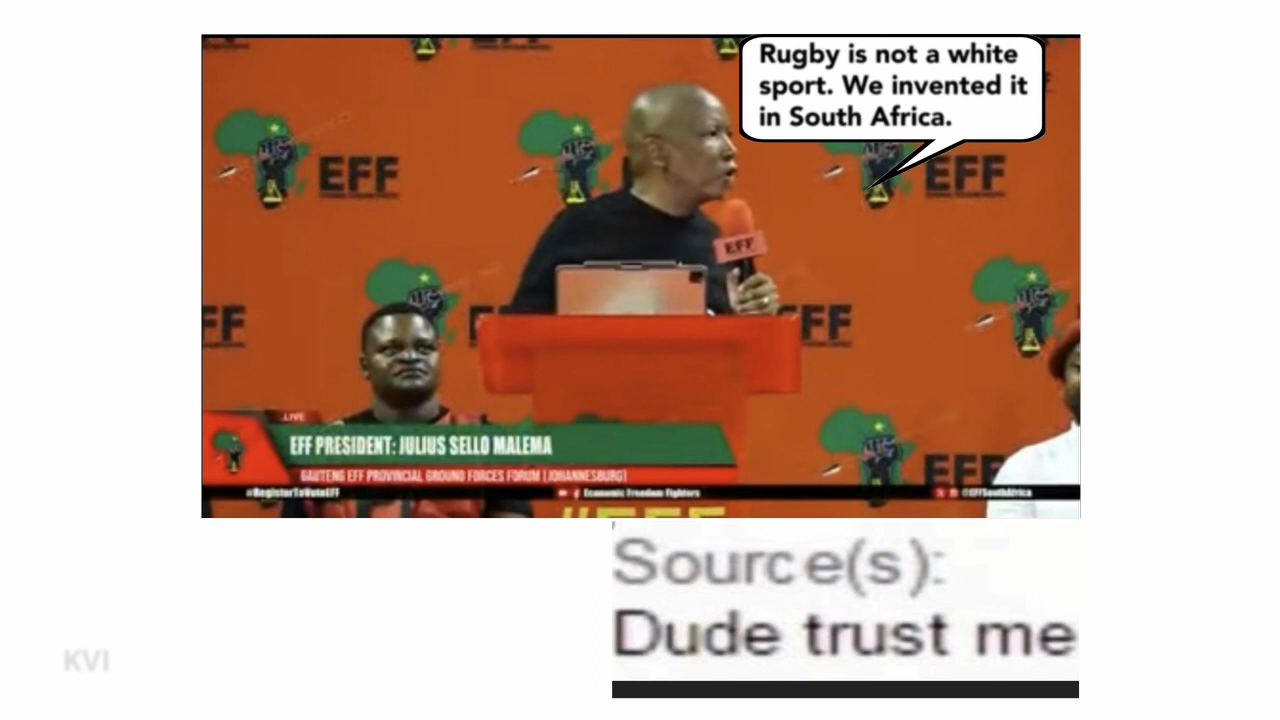 Rugby is not a white
sport. We invented it
in South Africa.
EFF
EFF
EFF
EFF
LIVE
EFF PRESIDENT: JULIUS SELLO MALEMA
GAUTENG EFF PROVINCIAL GROUND FORCES FORUM (JOHANNESBURG)
#RegisterToVoteEFF
Economic Freedom Fighters
@EFFSouthAfrica
#EFF
Source(s):
Dude trust me
KVI